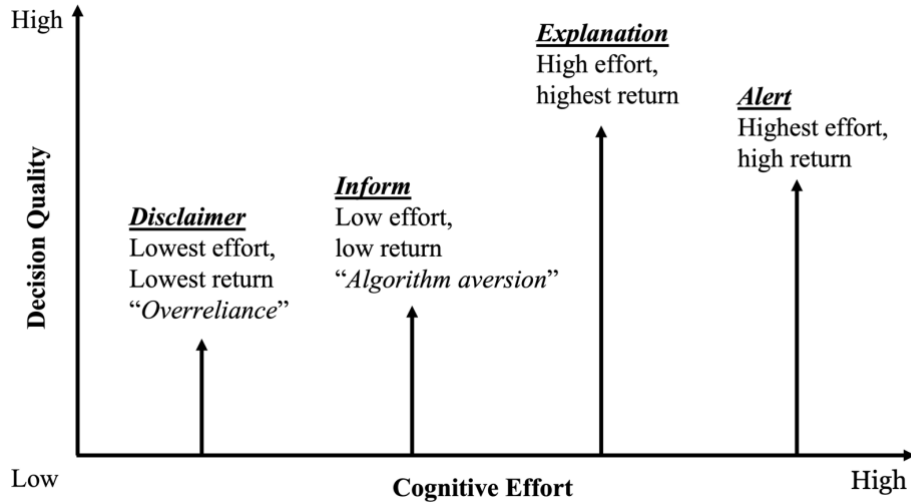 High
Explanation
High effort,
highest return
Alert
Highest effort,
high return
Inform
Low effort,
low return
“Algorithm aversion”
Disclaimer
Lowest effort,
Lowest return
“Overreliance”
Decision Quality
Low
Cognitive Effort
High